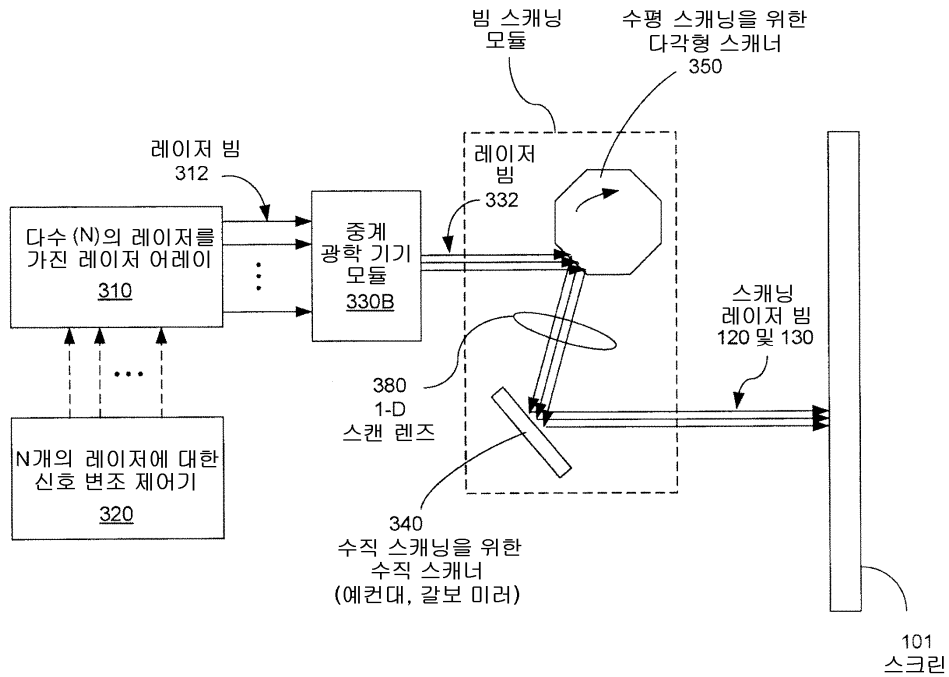 빔 스캐닝
모듈
수평 스캐닝을 위한
다각형 스캐너
350
레이저 빔
312
레이저
빔
332
다수 (N)의 레이저를
가진 레이저 어레이
310
중계
광학 기기
모듈
330B
스캐닝
레이저 빔
120 및 130
380
1-D
스캔 렌즈
N개의 레이저에 대한
신호 변조 제어기
320
340
수직 스캐닝을 위한
수직 스캐너
(예컨대, 갈보 미러)
101
스크린